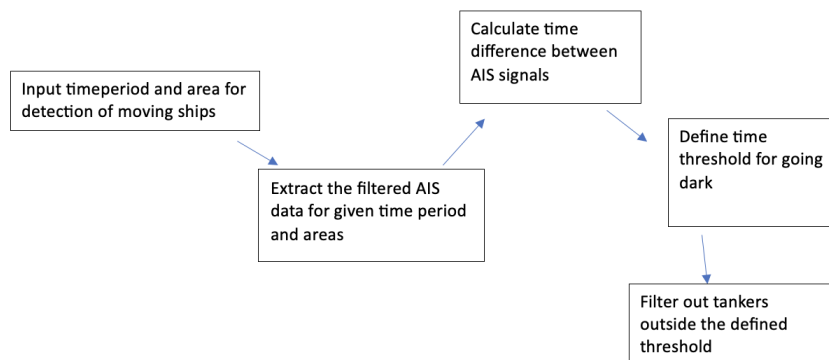 Input timeperiod and area for
detection of moving ships
Extract the filtered AIS
data for given time period
and areas
Calculate time
difference between
AIS signals
Define time
threshold for going
dark
Filter out tankers
outside the defined
threshold